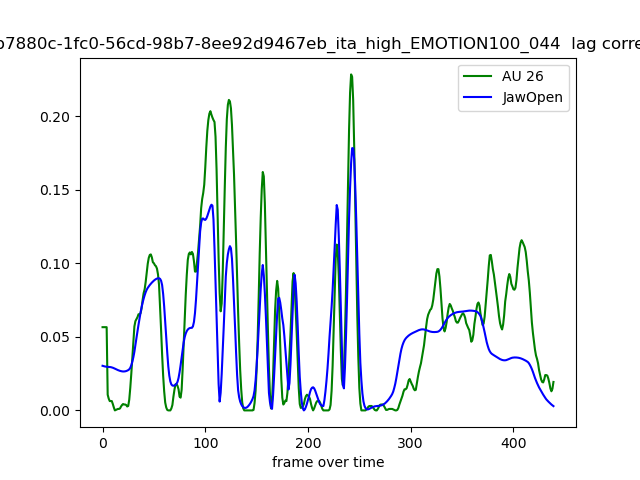 b7880c-1fc0-56cd-98b7-8ee92d9467eb_ita_high_EMOTION100_044 lag corre
AU 26
JawOpen
0.20
0.15
0.10
0.05
0.00
0 100 200 300 400
frame over time